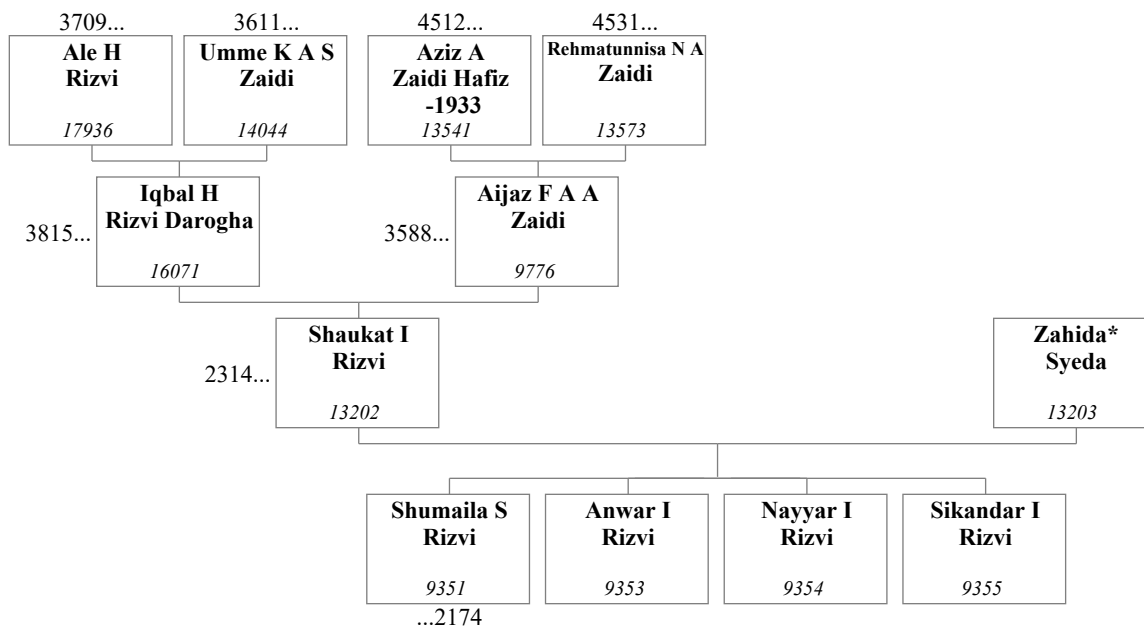 3709...
3611...
4512...
4531...
Ale H
Rizvi
17936
Umme K A S
Zaidi
14044
Aziz A
Zaidi Hafiz
-1933
13541
Rehmatunnisa N A
Zaidi
13573
3815...
Iqbal H
Rizvi Darogha
16071
3588...
Aijaz F A A
Zaidi
9776
2314...
Shaukat I
Rizvi
13202
Zahida*
Syeda
13203
Shumaila S
Rizvi
9351
...2174
Anwar I
Rizvi
9353
Nayyar I
Rizvi
9354
Sikandar I
Rizvi
9355